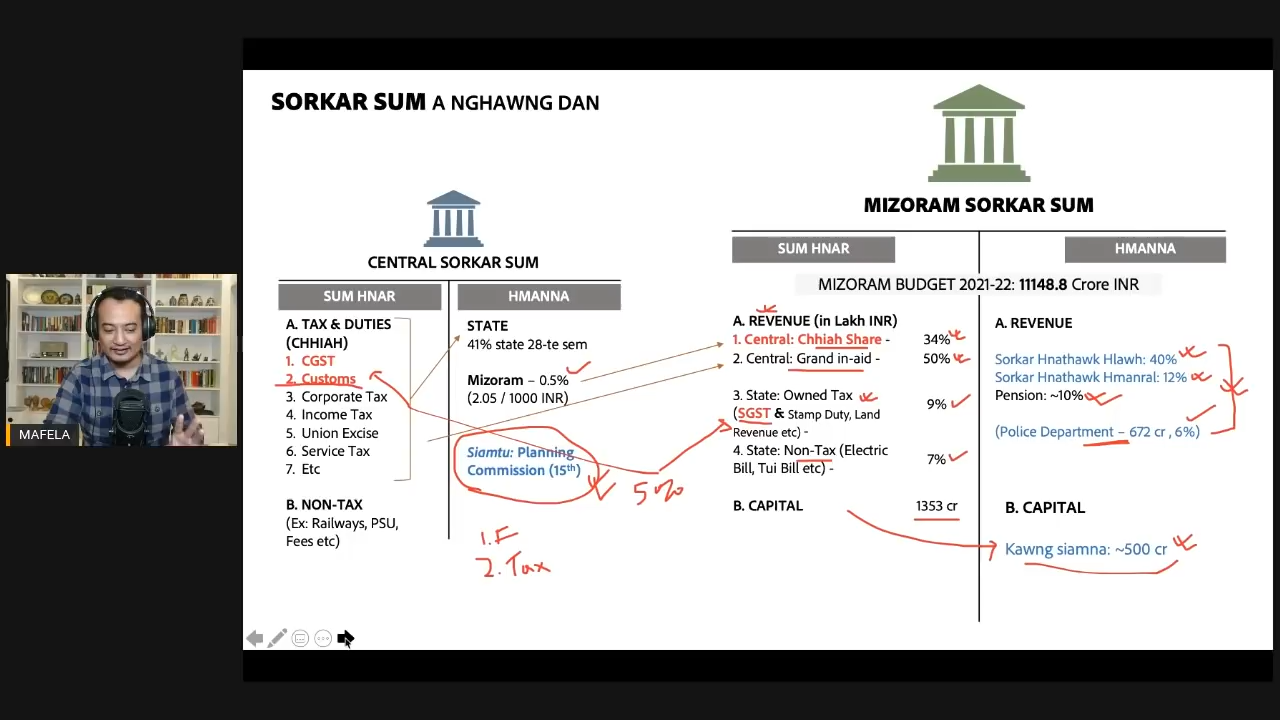 SORKAR SUM A NGHAWNG DAN
MIZORAM SORKAR SUM
SUM HNAR
HMANNA
MIZORAM BUDGET 2021-22: 11148.8 Crore INR
CENTRAL SORKAR SUM
SUM HNAR
HMANNA
A. TAX & DUTIES
(CHHIAH)
1. CGST
2. Customs
3. Corporate Tax
4. Income Tax
5. Union Excise
6. Service Tax
7. Etc
B. NON-TAX
(Ex: Railways, PSU,
Fees etc)
STATE
41% state 28-te sem
Mizoram – 0.5%
(2.05 / 1000 INR)
Siamtu: Planning
Commission (15th)
1. F
2. Tax
5%
A. REVENUE (in Lakh INR)
1. Central: Chhiah Share - 34%
2. Central: Grand in-aid - 50%
3. State: Owned Tax
(SGST & Stamp Duty, Land 9%
Revenue etc) -
4. State: Non-Tax (Electric 7%
Bill, Tui Bill etc) -
B. CAPITAL 1353 cr
A. REVENUE
Sorkar Hnathawk Hlawh: 40%
Sorkar Hnathawk Hmanral: 12%
Pension: ~10%
(Police Department – 672 cr , 6%)
B. CAPITAL
Kawng siamna: ~500 cr
MAFELA